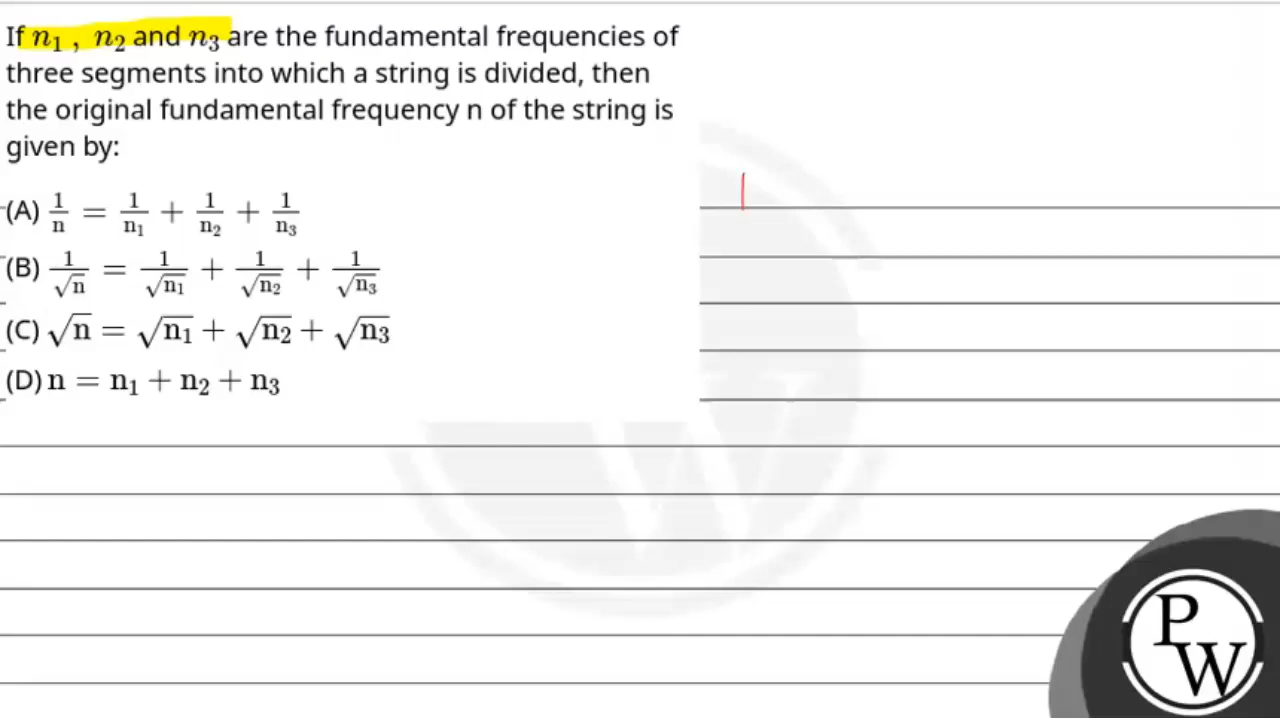 If n₁ , n₂ and n₃ are the fundamental frequencies of
three segments into which a string is divided, then
the original fundamental frequency n of the string is
given by:
(A) 1/n = 1/n₁ + 1/n₂ + 1/n₃
(B) 1/√n = 1/√n₁ + 1/√n₂ + 1/√n₃
(C) √n = √n₁ + √n₂ + √n₃
(D) n = n₁ + n₂ + n₃
P
W